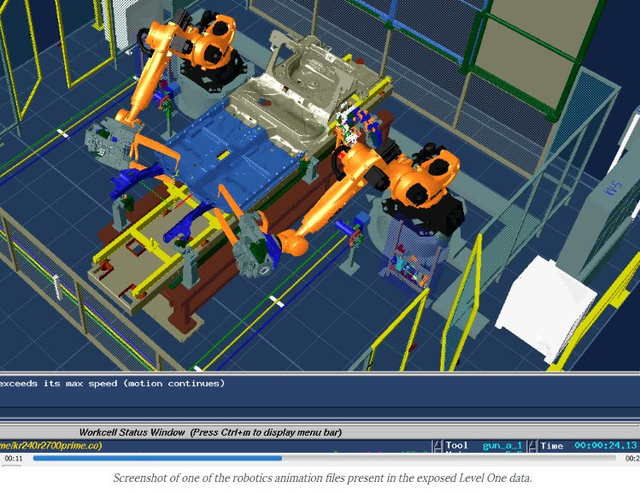 exceeds its max speed (motion continues)
Workcell Status Window (Press Ctrl+m to display menu bar)
me/kr240r2700prime.co)
Tool gun_a_1 Time 00:00:24.13
00:11
Screenshot of one of the robotics animation files present in the exposed Level One data.